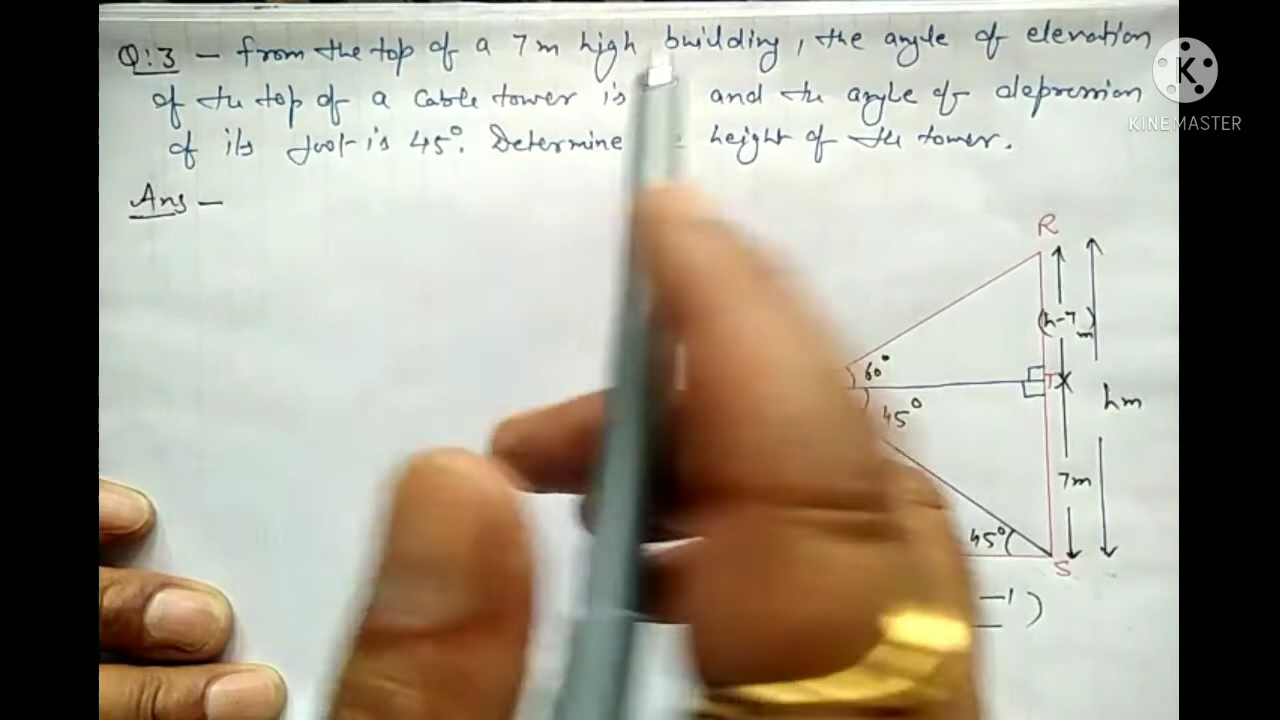 Q:3 - from the top of a 7m high building, the angle of elevation
of the top of a cable tower is and the angle of depression
of its foot is 45°. Determine height of the tower.
Ans -
R
(h-7)
m
60°
T
45°
hm
7m
45°
S
-1)
K
KINEMASTER